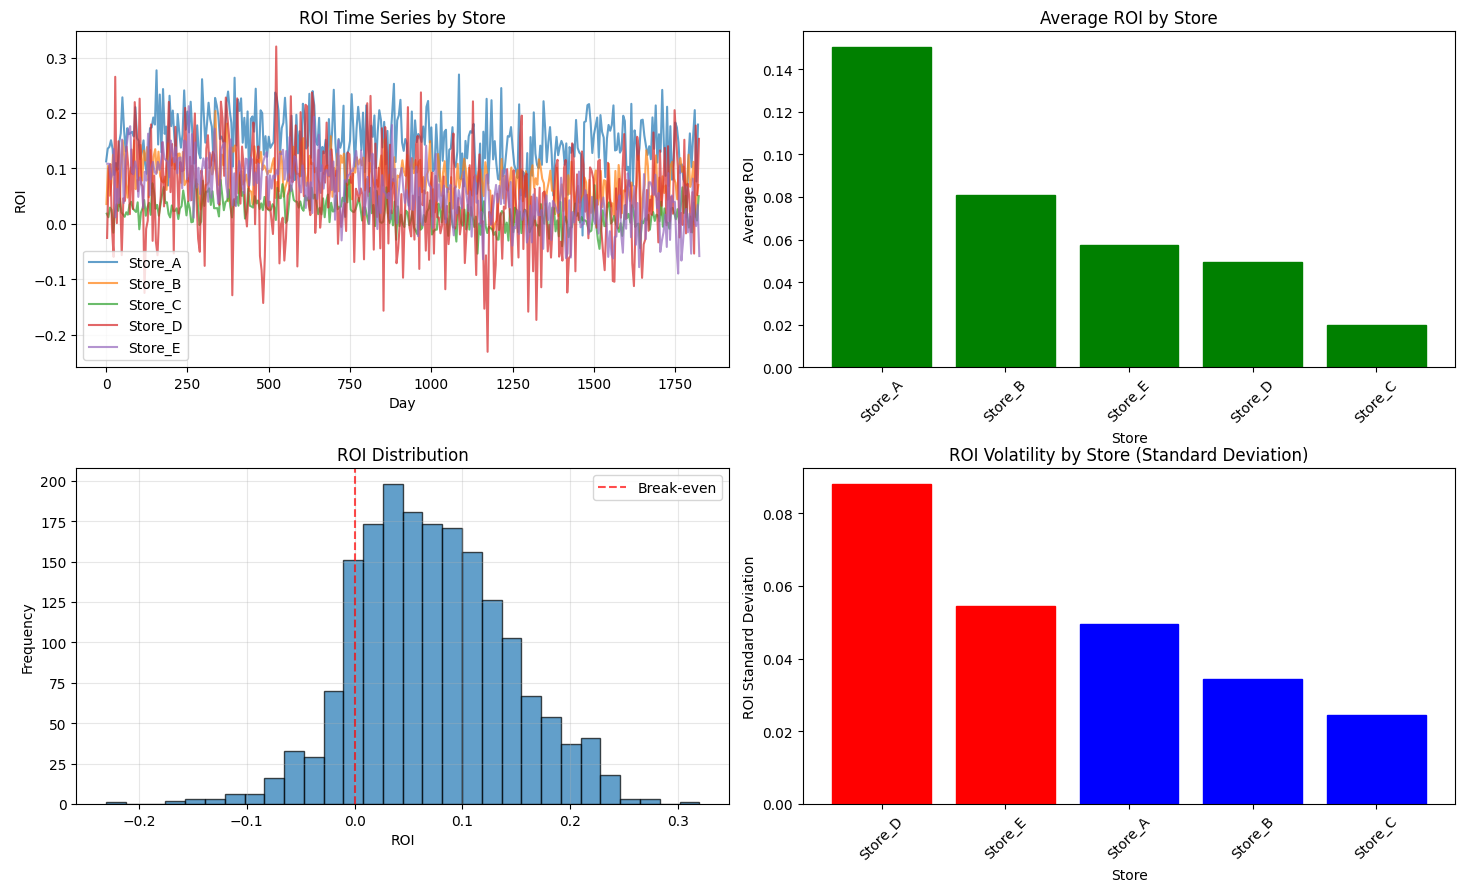 ROI Time Series by Store
ROI
0.3
0.2
0.1
0.0
−0.1
−0.2
Store_A
Store_B
Store_C
Store_D
Store_E
0 250 500 750 1000 1250 1500 1750
Day
Average ROI by Store
Average ROI
0.14
0.12
0.10
0.08
0.06
0.04
0.02
0.00
Store_A Store_B Store_E Store_D Store_C
Store
ROI Distribution
Frequency
200
175
150
125
100
75
50
25
0
Break-even
−0.2 −0.1 0.0 0.1 0.2 0.3
ROI
ROI Volatility by Store (Standard Deviation)
ROI Standard Deviation
0.08
0.06
0.04
0.02
0.00
Store_D Store_E Store_A Store_B Store_C
Store